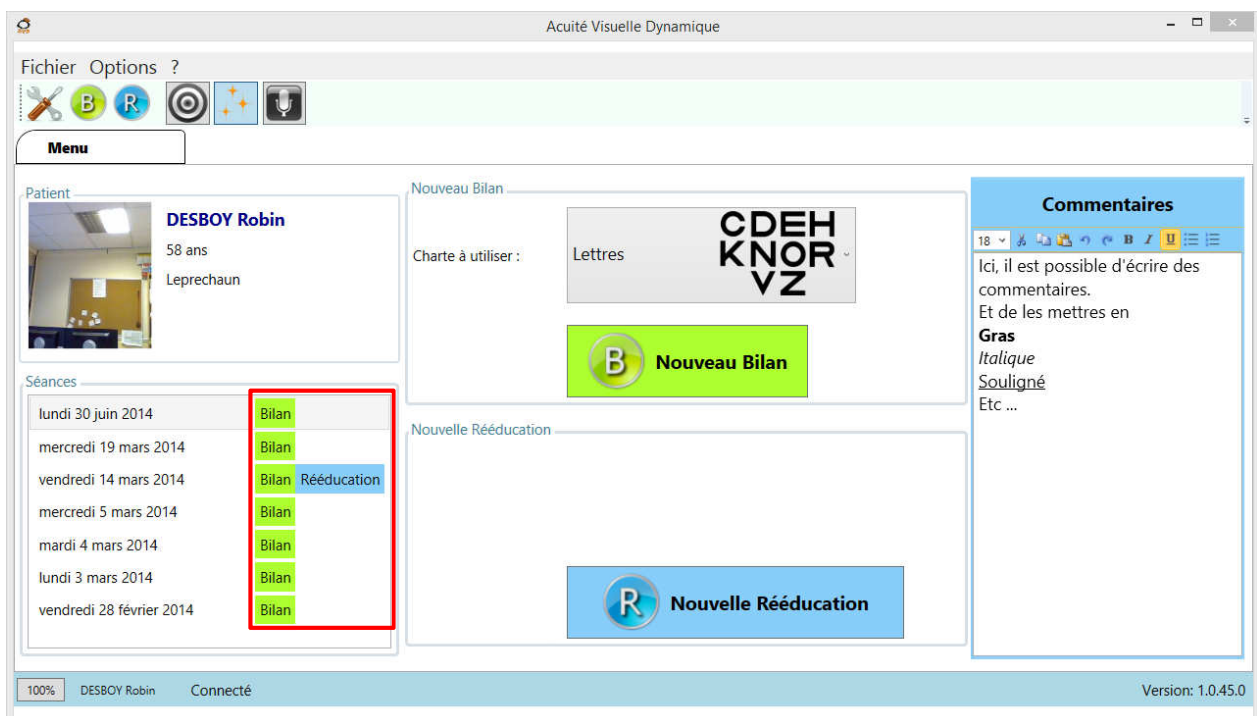 Acuité Visuelle Dynamique
Fichier Options ?
B R
Menu
Patient
DESBOY Robin
58 ans
Leprechaun
Séances
lundi 30 juin 2014 Bilan
mercredi 19 mars 2014 Bilan
vendredi 14 mars 2014 Bilan Rééducation
mercredi 5 mars 2014 Bilan
mardi 4 mars 2014 Bilan
lundi 3 mars 2014 Bilan
vendredi 28 février 2014 Bilan
Nouveau Bilan
Charte à utiliser :
Lettres
CDEH
KNOR
VZ
B Nouveau Bilan
Nouvelle Rééducation
R Nouvelle Rééducation
Commentaires
18 B I U
Ici, il est possible d'écrire des
commentaires.
Et de les mettres en
Gras
Italique
Souligné
Etc ...
100% DESBOY Robin Connecté Version: 1.0.45.0